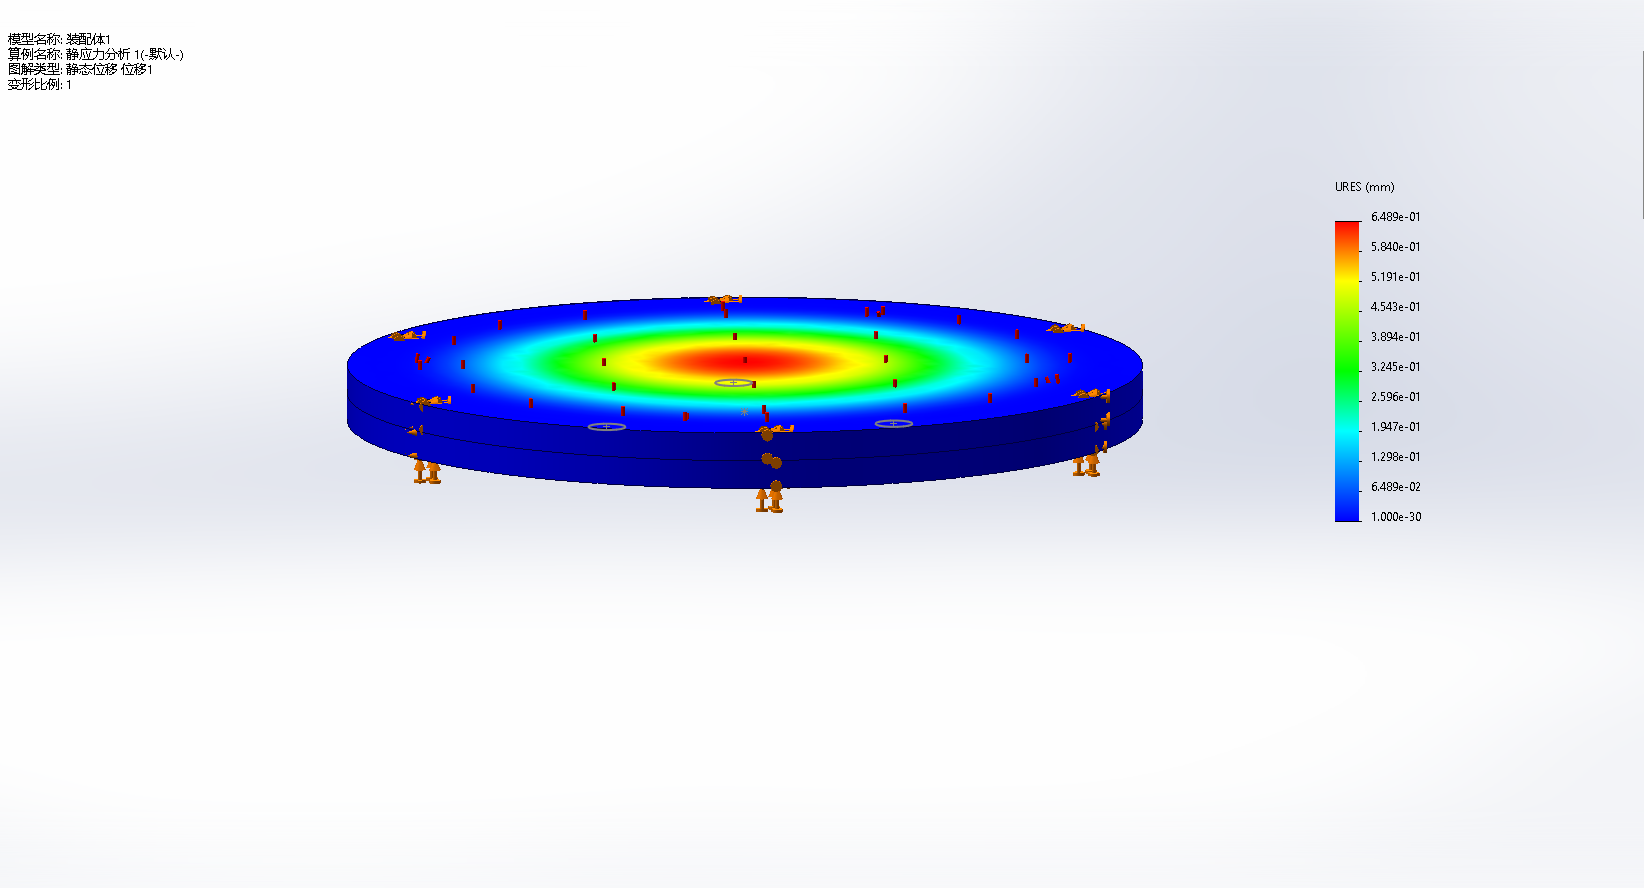 模型名称: 装配体1
算例名称: 静应力分析 1(-默认-)
图解类型: 静态位移 位移1
变形比例: 1
URES (mm)
6.489e-01
5.840e-01
5.191e-01
4.543e-01
3.894e-01
3.245e-01
2.596e-01
1.947e-01
1.298e-01
6.489e-02
1.000e-30